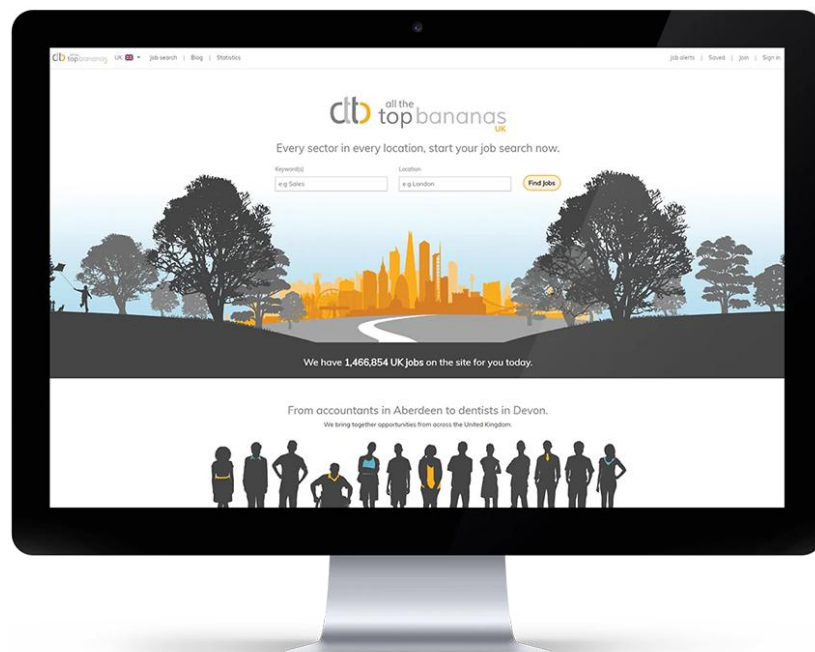 all the top bananas UK Job search | Blog | Statistics Job alerts | Saved | Join | Sign in
all the
top bananas
UK
Every sector in every location, start your job search now.
Keyword(s) Location
e.g Sales e.g London Find Jobs
We have 1,466,854 UK jobs on the site for you today.
From accountants in Aberdeen to dentists in Devon.
We bring together opportunities from across the United Kingdom.